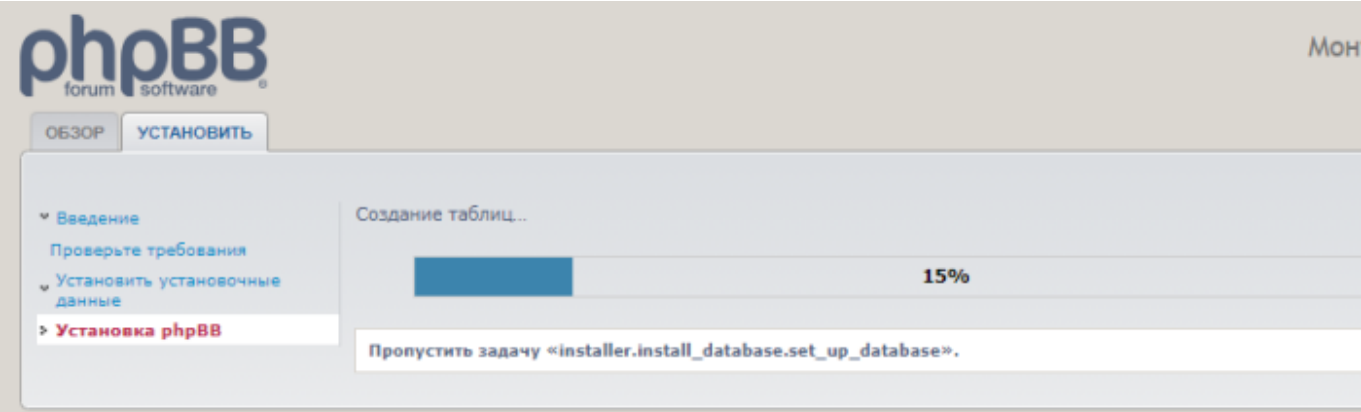 phpBB
forum software
®
Мон
ОБЗОР
УСТАНОВИТЬ
Введение
Проверьте требования
Установить установочные
данные
Установка phpBB
Создание таблиц...
15%
Пропустить задачу «installer.install_database.set_up_database».